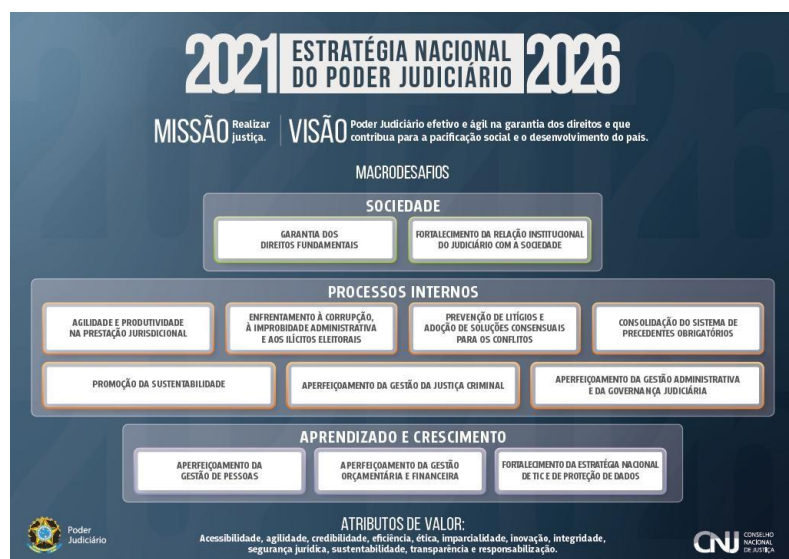 2021 ESTRATÉGIA NACIONAL DO PODER JUDICIÁRIO 2026
MISSÃO Realizar justiça.
VISÃO Poder Judiciário efetivo e ágil na garantia dos direitos e que
contribua para a pacificação social e o desenvolvimento do país.
MACRODESAFIOS
SOCIEDADE
GARANTIA DOS
DIREITOS FUNDAMENTAIS
FORTALECIMENTO DA RELAÇÃO INSTITUCIONAL
DO JUDICIÁRIO COM A SOCIEDADE
PROCESSOS INTERNOS
AGILIDADE E PRODUTIVIDADE
NA PRESTAÇÃO JURISDICIONAL
ENFRENTAMENTO À CORRUPÇÃO,
À IMPROBIDADE ADMINISTRATIVA
E AOS ILÍCITOS ELEITORAIS
PREVENÇÃO DE LITÍGIOS E
ADOÇÃO DE SOLUÇÕES CONSENSUAIS
PARA OS CONFLITOS
CONSOLIDAÇÃO DO SISTEMA DE
PRECEDENTES OBRIGATÓRIOS
PROMOÇÃO DA SUSTENTABILIDADE
APERFEIÇOAMENTO DA GESTÃO DA JUSTIÇA CRIMINAL
APERFEIÇOAMENTO DA GESTÃO ADMINISTRATIVA
E DA GOVERNANÇA JUDICIÁRIA
APRENDIZADO E CRESCIMENTO
APERFEIÇOAMENTO DA
GESTÃO DE PESSOAS
APERFEIÇOAMENTO DA GESTÃO
ORÇAMENTÁRIA E FINANCEIRA
FORTALECIMENTO DA ESTRATÉGIA NACIONAL
DE TIC E DE PROTEÇÃO DE DADOS
ATRIBUTOS DE VALOR:
Acessibilidade, agilidade, credibilidade, eficiência, ética, imparcialidade, inovação, integridade,
segurança jurídica, sustentabilidade, transparência e responsabilização.
Poder
Judiciário
CNJ CONSELHO
NACIONAL
DE JUSTIÇA